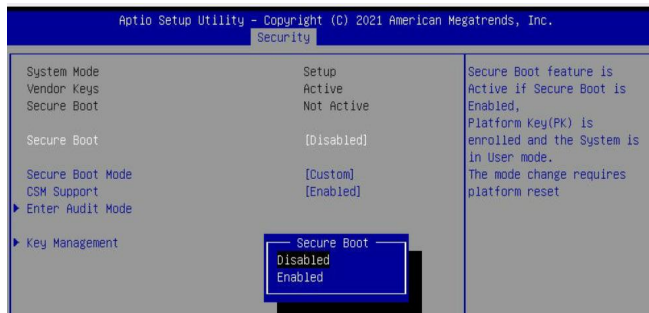 Aptio Setup Utility – Copyright (C) 2021 American Megatrends, Inc.
Security
System Mode Setup
Vendor Keys Active
Secure Boot Not Active
Secure Boot [Disabled]
Secure Boot Mode [Custom]
CSM Support [Enabled]
Enter Audit Mode
Key Management
Secure Boot
Disabled
Enabled
Secure Boot feature is
Active if Secure Boot is
Enabled,
Platform Key(PK) is
enrolled and the System is
in User mode.
The mode change requires
platform reset